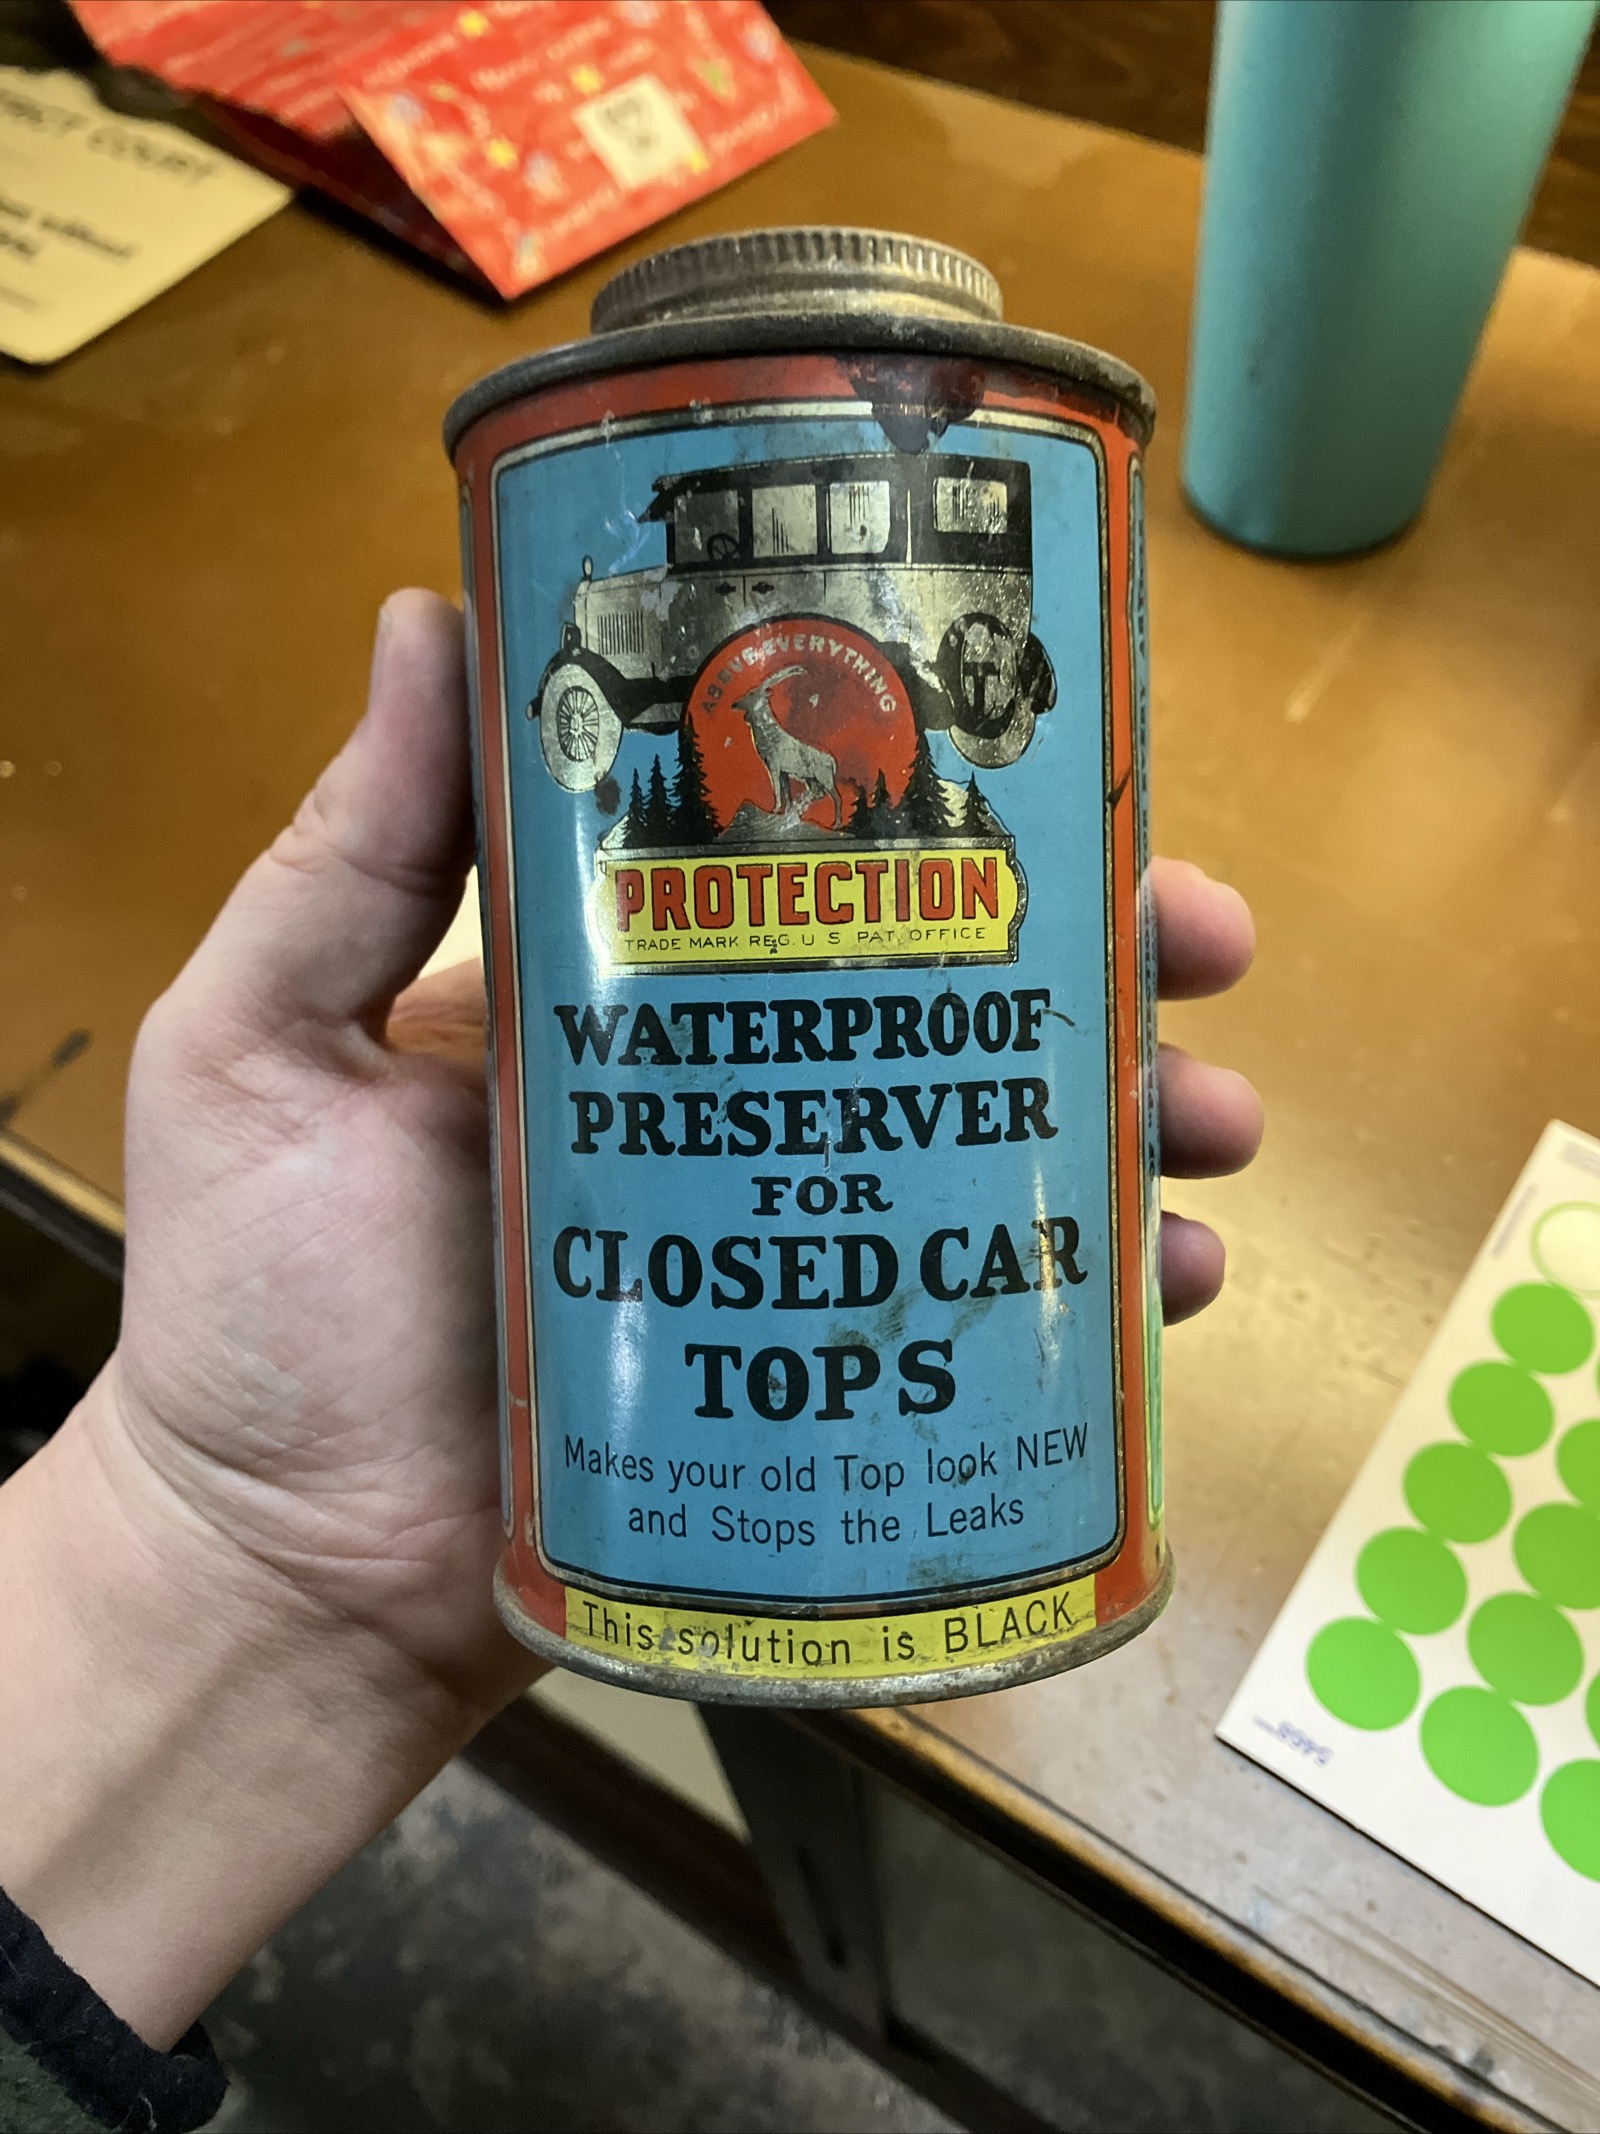 COURT
ABOVE EVERYTHING
PROTECTION
TRADE MARK REG. U S PAT. OFFICE
WATERPROOF
PRESERVER
FOR
CLOSED CAR
TOPS
Makes your old Top look NEW
and Stops the Leaks
This solution is BLACK